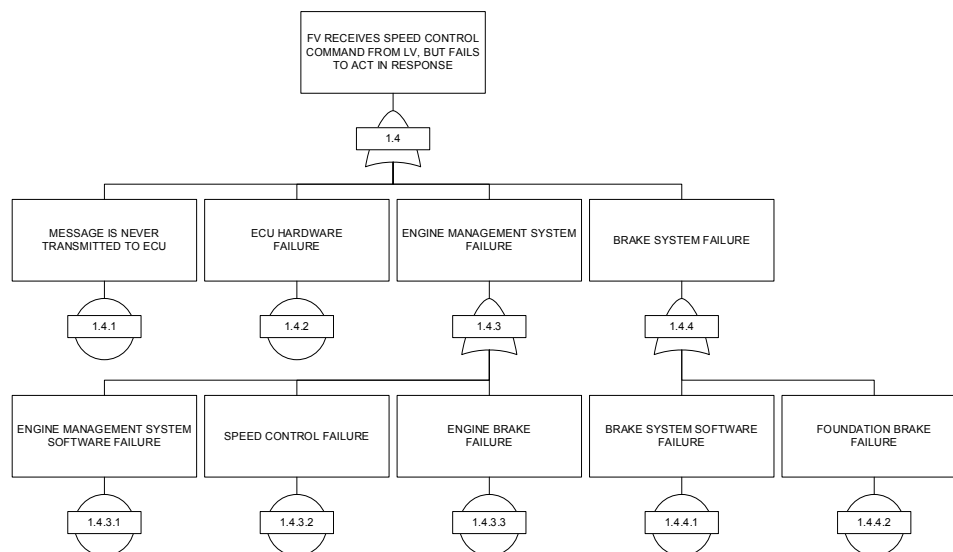 FV RECEIVES SPEED CONTROL
COMMAND FROM LV, BUT FAILS
TO ACT IN RESPONSE
1.4
MESSAGE IS NEVER
TRANSMITTED TO ECU
ECU HARDWARE
FAILURE
ENGINE MANAGEMENT SYSTEM
FAILURE
BRAKE SYSTEM FAILURE
1.4.1
1.4.2
1.4.3
1.4.4
ENGINE MANAGEMENT SYSTEM
SOFTWARE FAILURE
SPEED CONTROL FAILURE
ENGINE BRAKE
FAILURE
BRAKE SYSTEM SOFTWARE
FAILURE
FOUNDATION BRAKE
FAILURE
1.4.3.1
1.4.3.2
1.4.3.3
1.4.4.1
1.4.4.2